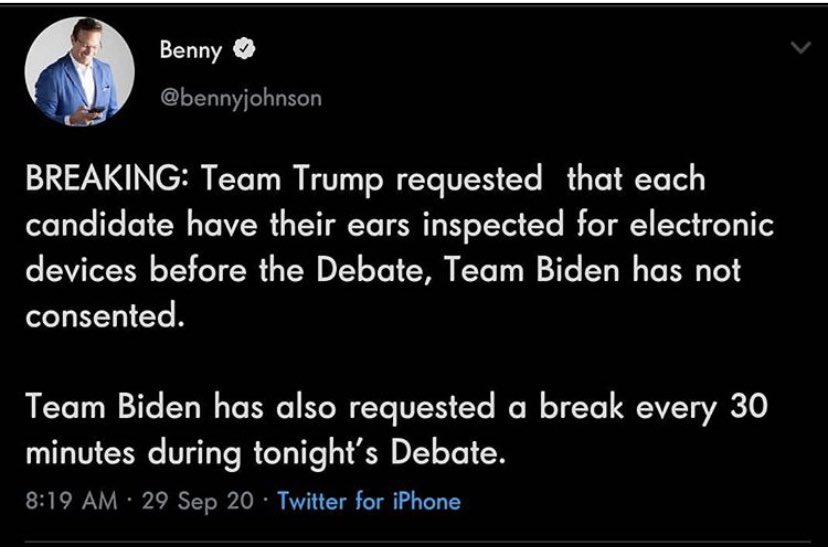 Benny
@bennyjohnson
BREAKING: Team Trump requested that each
candidate have their ears inspected for electronic
devices before the Debate, Team Biden has not
consented.
Team Biden has also requested a break every 30
minutes during tonight's Debate.
8:19 AM · 29 Sep 20 · Twitter for iPhone